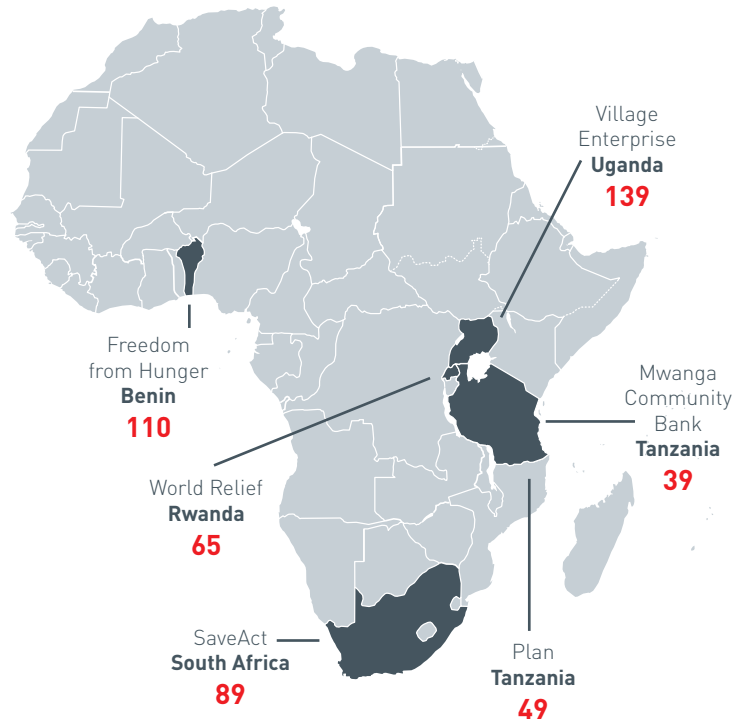 Village
Enterprise
Uganda
139
Freedom
from Hunger
Benin
110
Mwanga
Community
Bank
Tanzania
39
World Relief
Rwanda
65
SaveAct
South Africa
89
Plan
Tanzania
49